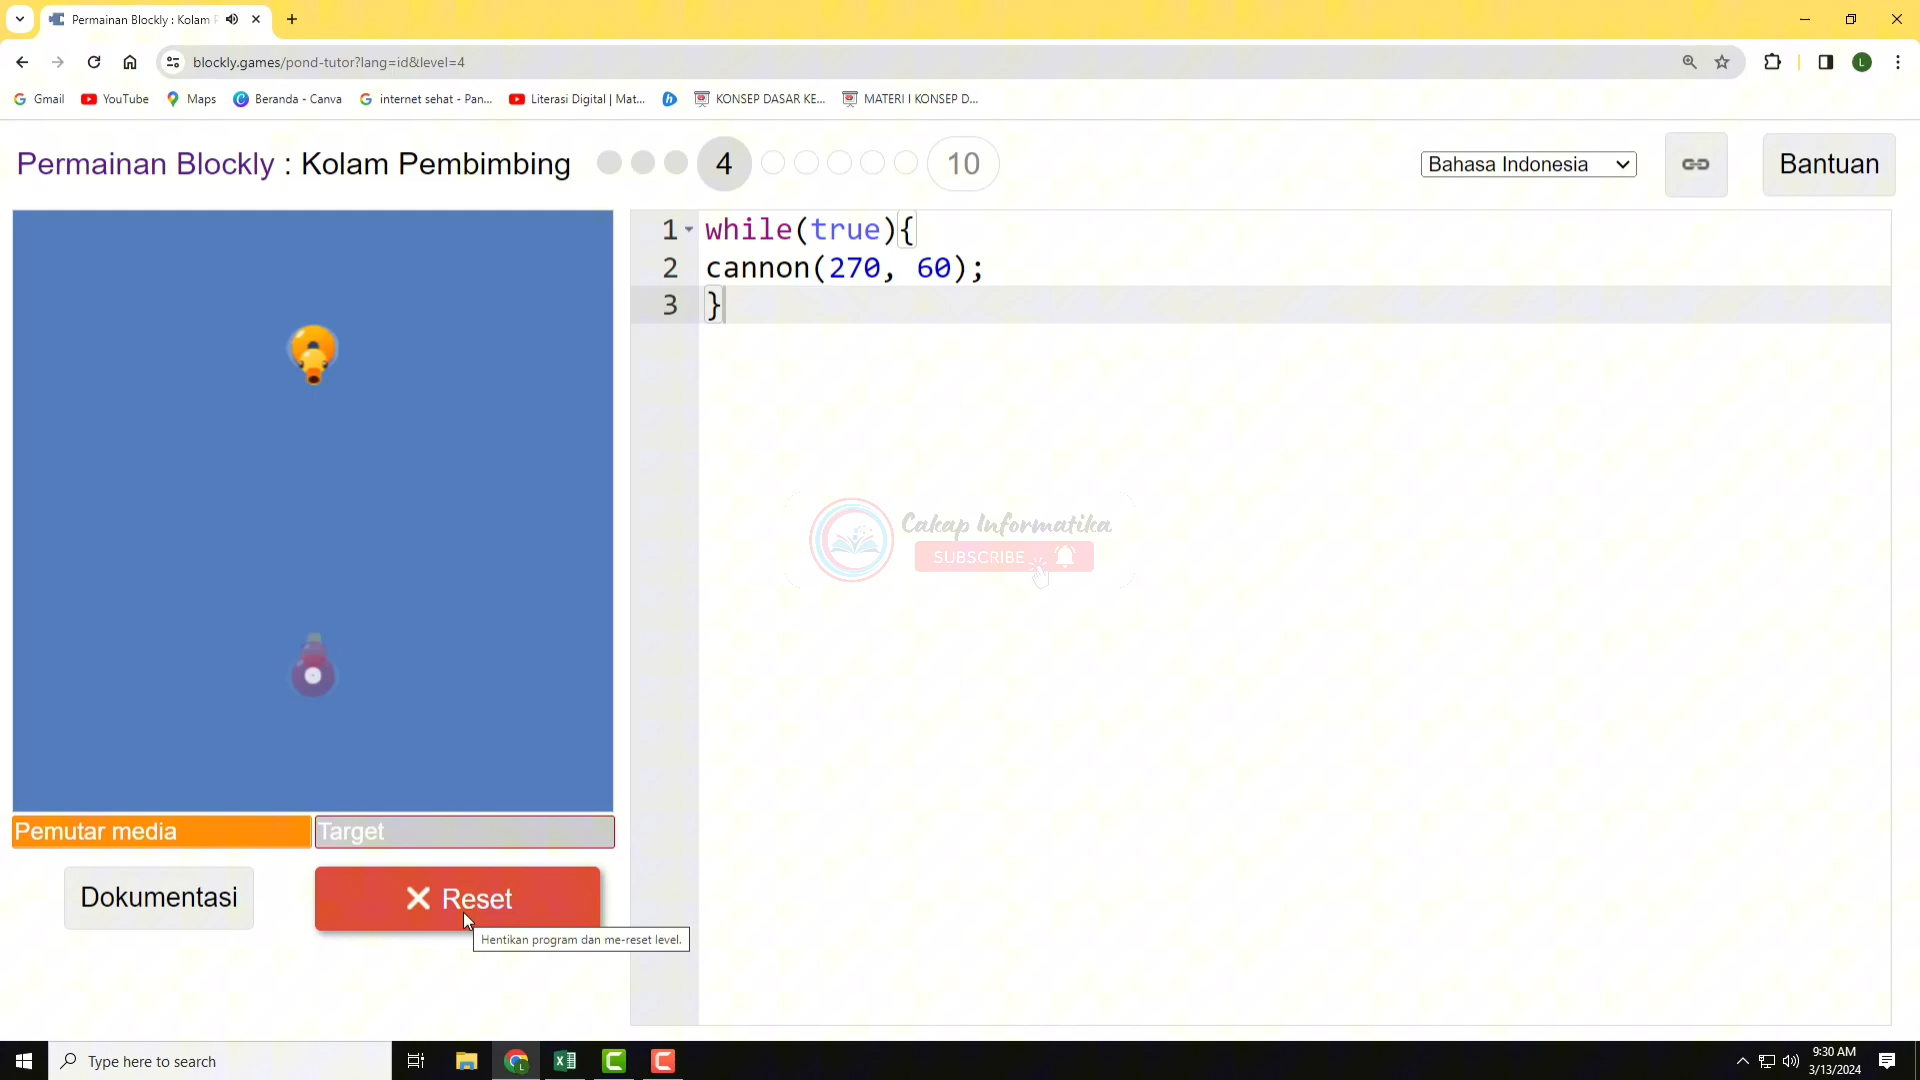 Permainan Blockly : Kolam P
blockly.games/pond-tutor?lang=id&level=4
Gmail
YouTube
Maps
Beranda - Canva
internet sehat - Pan...
Literasi Digital | Mat...
KONSEP DASAR KE...
MATERI I KONSEP D...
Permainan Blockly : Kolam Pembimbing
4
10
Bahasa Indonesia
Bantuan
1 while(true){
2 cannon(270, 60);
3 }
Cakap Informatika
SUBSCRIBE
Pemutar media
Target
Dokumentasi
Reset
Hentikan program dan me-reset level.
Type here to search
9:30 AM
3/13/2024